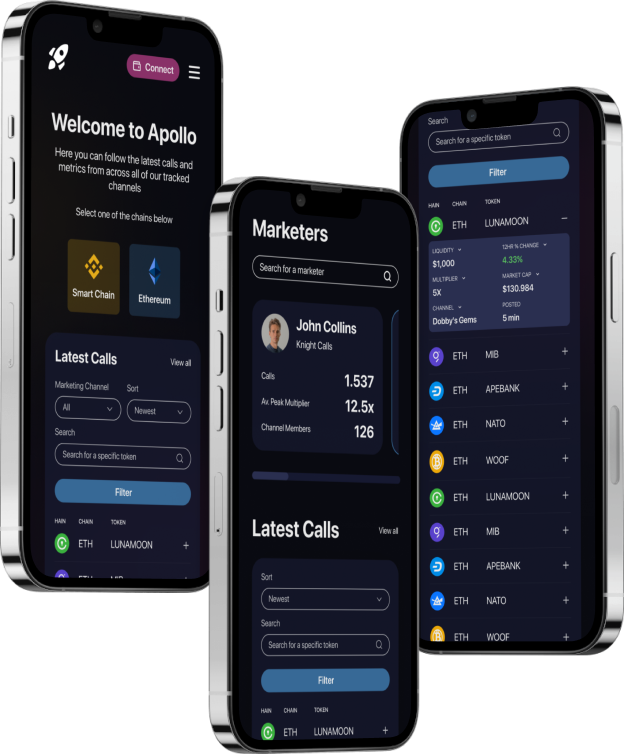 Connect
Welcome to Apollo
Here you can follow the latest calls and
metrics from across all of our tracked
channels
Select one of the chains below
Smart Chain
Ethereum
Latest Calls
View all
Marketing Channel
Sort
All
Newest
Search
Search for a specific token
Filter
HAIN
CHAIN
TOKEN
ETH
LUNAMOON
+
Marketers
Search for a marketer
John Collins
Knight Calls
Calls
1.537
Av. Peak Multiplier
12.5x
Channel Members
126
Latest Calls
View all
Sort
Newest
Search
Search for a specific token
Filter
HAIN
CHAIN
TOKEN
ETH
LUNAMOON
+
Search
Search for a specific token
Filter
HAIN
CHAIN
TOKEN
ETH
LUNAMOON
−
LIQUIDITY
12HR % CHANGE
$1,000
4.33%
MULTIPLIER
MARKET CAP
5X
$130.984
CHANNEL
POSTED
Dobby's Gems
5 min
ETH
MIB
+
ETH
APEBANK
+
ETH
NATO
+
ETH
WOOF
+
ETH
LUNAMOON
+
ETH
MIB
+
ETH
APEBANK
+
ETH
NATO
+
ETH
WOOF
+